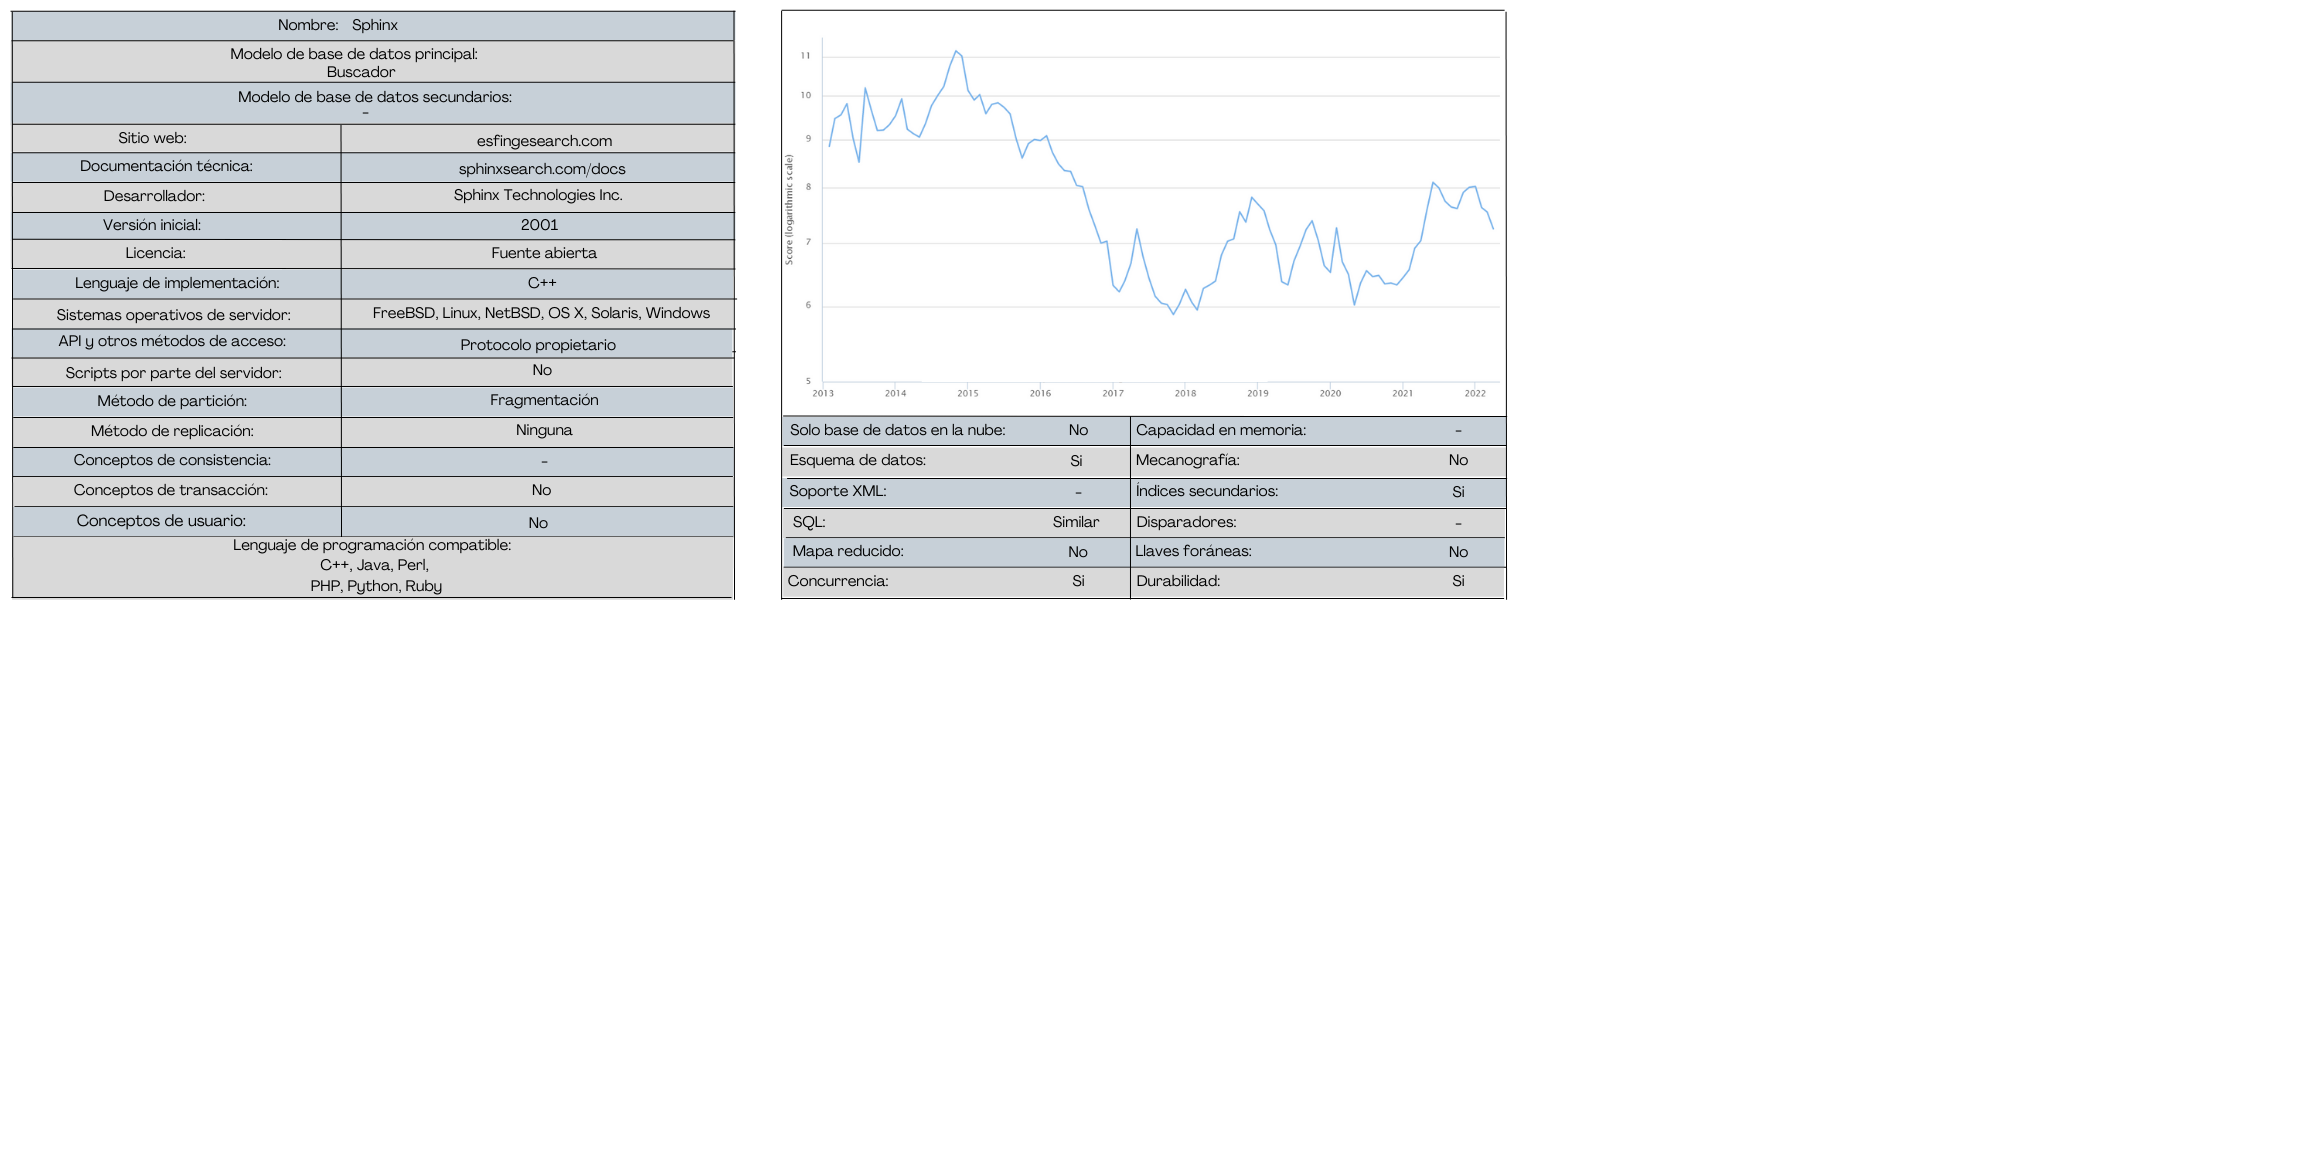 Nombre: Sphinx
Modelo de base de datos principal:
Buscador
Modelo de base de datos secundarios:
-
Sitio web: esfingesearch.com
Documentación técnica: sphinxsearch.com/docs
Desarrollador: Sphinx Technologies Inc.
Versión inicial: 2001
Licencia: Fuente abierta
Lenguaje de implementación: C++
Sistemas operativos de servidor: FreeBSD, Linux, NetBSD, OS X, Solaris, Windows
API y otros métodos de acceso: Protocolo propietario
Scripts por parte del servidor: No
Método de partición: Fragmentación
Método de replicación: Ninguna
Conceptos de consistencia: -
Conceptos de transacción: No
Conceptos de usuario: No
Lenguaje de programación compatible:
C++, Java, Perl,
PHP, Python, Ruby
Score (logarithmic scale)
11
10
9
8
7
6
5
2013 2014 2015 2016 2017 2018 2019 2020 2021 2022
Solo base de datos en la nube: No Capacidad en memoria: -
Esquema de datos: Si Mecanografía: No
Soporte XML: - Índices secundarios: Si
SQL: Similar Disparadores: -
Mapa reducido: No Llaves foráneas: No
Concurrencia: Si Durabilidad: Si